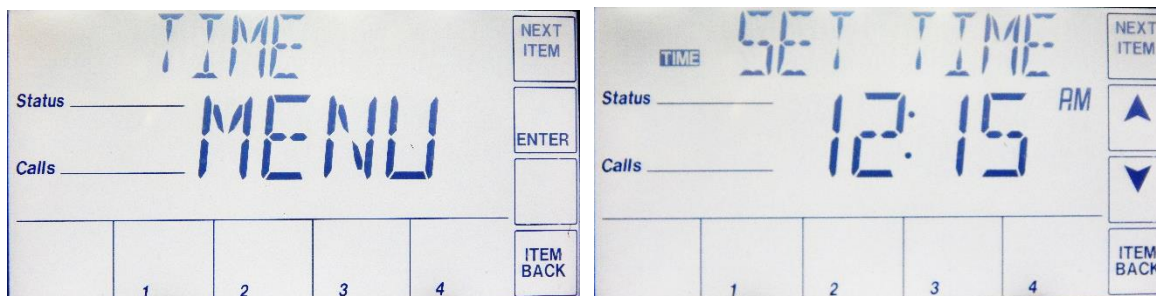 TIME
MENU
Status
Calls
NEXT
ITEM
ENTER
ITEM
BACK
1 2 3 4
TIME SET TIME
12:15 PM
Status
Calls
NEXT
ITEM
ITEM
BACK
1 2 3 4